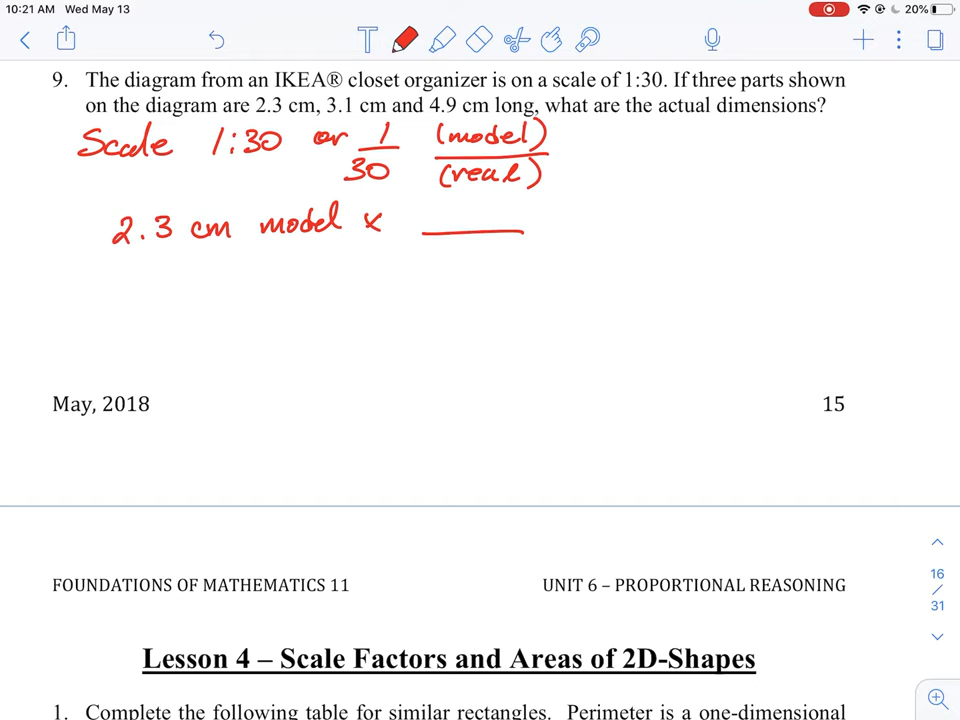 10:21 AM Wed May 13
20%
T
9. The diagram from an IKEA® closet organizer is on a scale of 1:30. If three parts shown
on the diagram are 2.3 cm, 3.1 cm and 4.9 cm long, what are the actual dimensions?
Scale 1:30 or 1/30 (model)/(real)
2.3 cm model x
May, 2018 15
16
/
31
FOUNDATIONS OF MATHEMATICS 11 UNIT 6 – PROPORTIONAL REASONING
Lesson 4 – Scale Factors and Areas of 2D-Shapes
1. Complete the following table for similar rectangles. Perimeter is a one-dimensional